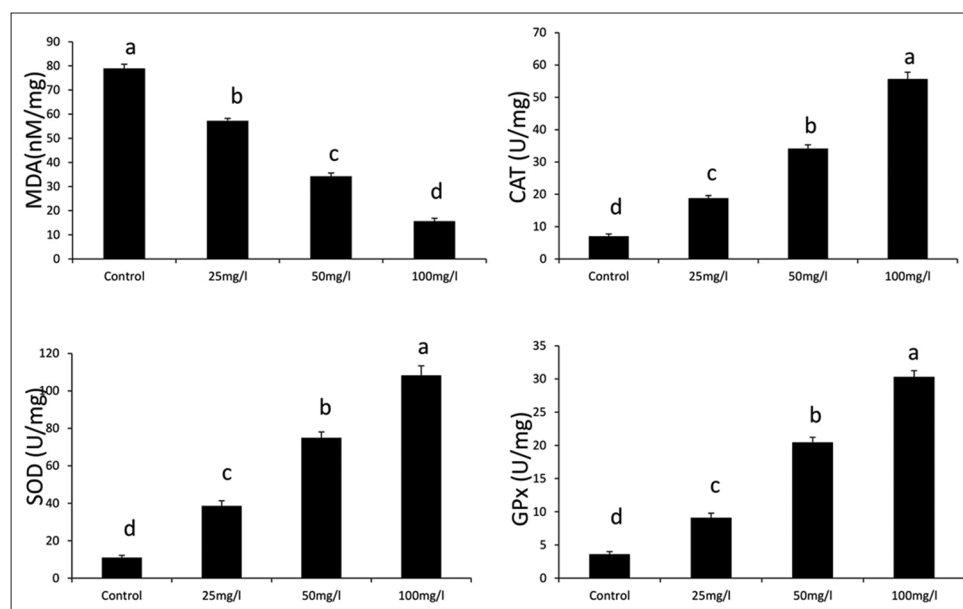 MDA(nM/mg)
90
80
70
60
50
40
30
20
10
0
a
b
c
d
Control 25mg/l 50mg/l 100mg/l
CAT (U/mg)
70
60
50
40
30
20
10
0
d
c
b
a
Control 25mg/l 50mg/l 100mg/l
SOD (U/mg)
120
100
80
60
40
20
0
d
c
b
a
Control 25mg/l 50mg/l 100mg/l
GPx (U/mg)
35
30
25
20
15
10
5
0
d
c
b
a
Control 25mg/l 50mg/l 100mg/l